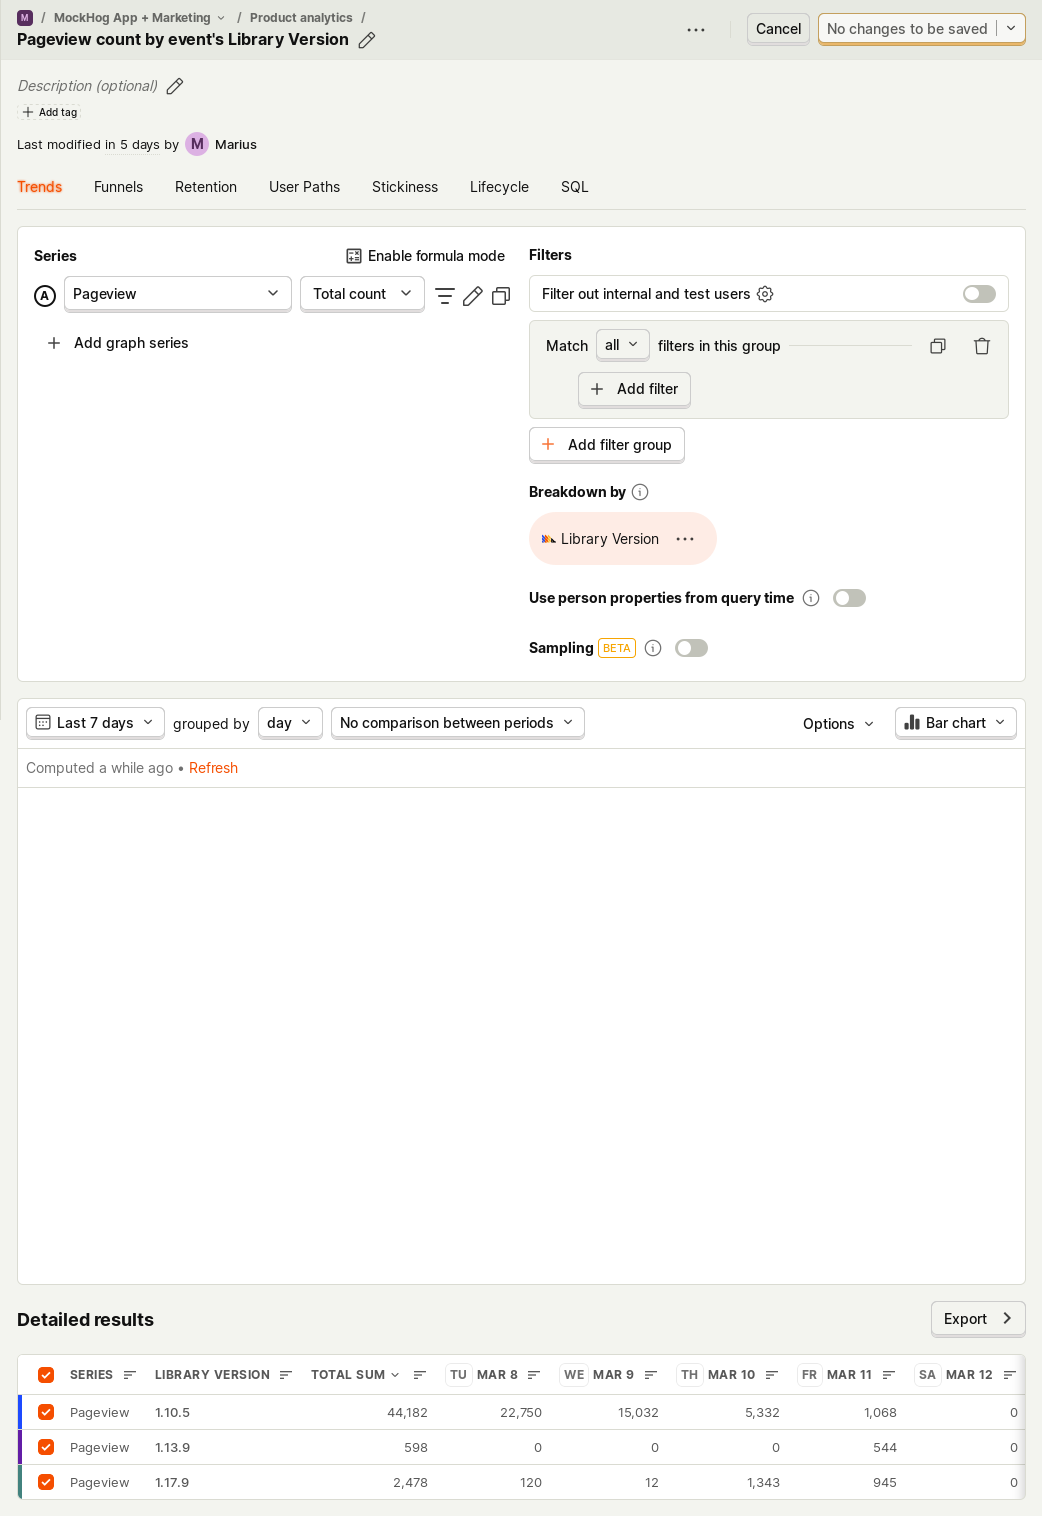 M / MockHog App + Marketing / Product analytics /
Pageview count by event's Library Version
Cancel
No changes to be saved
Description (optional)
Add tag
Last modified in 5 days by M Marius
Trends Funnels Retention User Paths Stickiness Lifecycle SQL
Series
Enable formula mode
A Pageview Total count
Add graph series
Filters
Filter out internal and test users
Match all filters in this group
Add filter
Add filter group
Breakdown by
Library Version
Use person properties from query time
Sampling BETA
Last 7 days grouped by day No comparison between periods Options Bar chart
Computed a while ago • Refresh
Detailed results
Export
SERIES LIBRARY VERSION TOTAL SUM TU MAR 8 WE MAR 9 TH MAR 10 FR MAR 11 SA MAR 12
Pageview 1.10.5 44,182 22,750 15,032 5,332 1,068 0
Pageview 1.13.9 598 0 0 0 544 0
Pageview 1.17.9 2,478 120 12 1,343 945 0